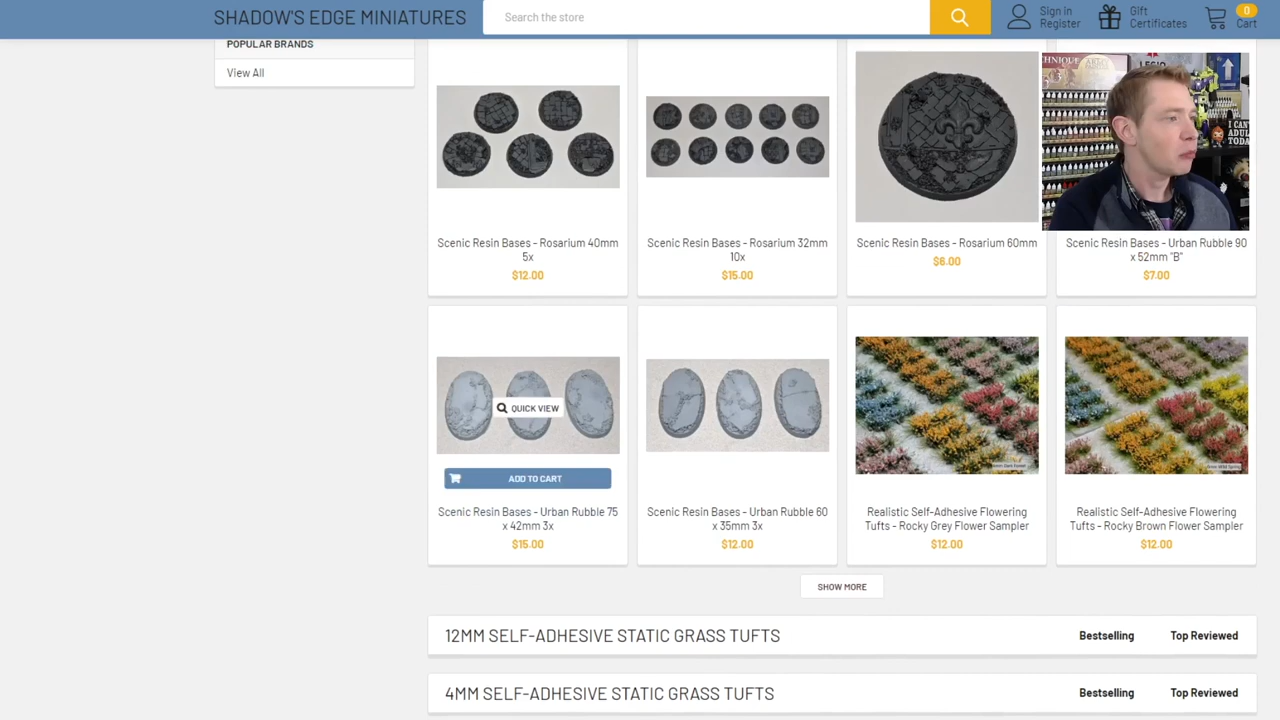 SHADOW'S EDGE MINIATURES
Search the store
Sign in
Register
Gift
Certificates
0
Cart
POPULAR BRANDS
View All
I CAN'T
ADUL
TODAY
Scenic Resin Bases - Rosarium 40mm
5x
$12.00
Scenic Resin Bases - Rosarium 32mm
10x
$15.00
Scenic Resin Bases - Rosarium 60mm
$6.00
Scenic Resin Bases - Urban Rubble 90
x 52mm "B"
$7.00
QUICK VIEW
ADD TO CART
Scenic Resin Bases - Urban Rubble 75
x 42mm 3x
$15.00
Scenic Resin Bases - Urban Rubble 60
x 35mm 3x
$12.00
Realistic Self-Adhesive Flowering
Tufts - Rocky Grey Flower Sampler
$12.00
Realistic Self-Adhesive Flowering
Tufts - Rocky Brown Flower Sampler
$12.00
SHOW MORE
12MM SELF-ADHESIVE STATIC GRASS TUFTS
Bestselling
Top Reviewed
4MM SELF-ADHESIVE STATIC GRASS TUFTS
Bestselling
Top Reviewed